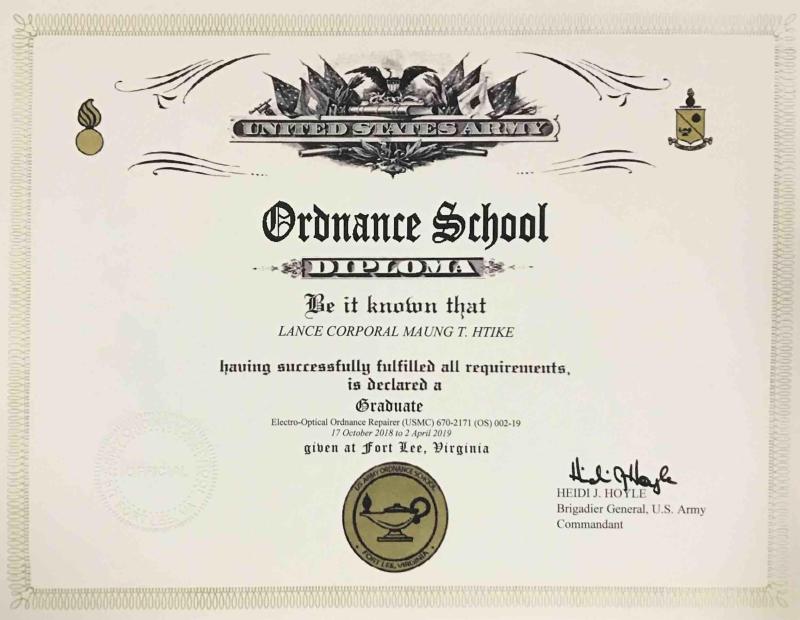 UNITED STATES ARMY
Ordnance School
DIPLOMA
Be it known that
LANCE CORPORAL MAUNG T. HTIKE
having successfully fulfilled all requirements,
is declared a
Graduate
Electro-Optical Ordnance Repairer (USMC) 670-2171 (OS) 002-19
17 October 2018 to 2 April 2019
given at Fort Lee, Virginia
US ARMY ORDNANCE SCHOOL
FORT LEE, VIRGINIA
Heidi J Hoyle
HEIDI J. HOYLE
Brigadier General, U.S. Army
Commandant